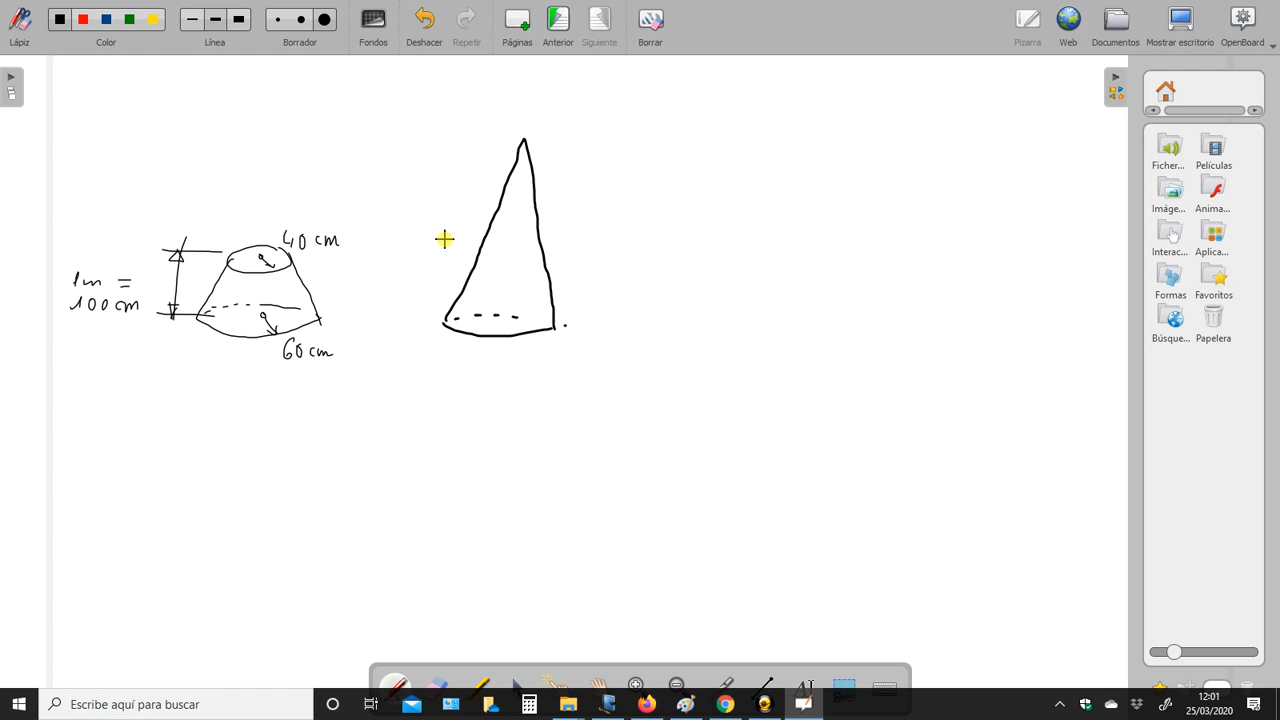 Lápiz
Color
Línea
Borrador
Fondos
Deshacer
Repetir
Páginas
Anterior
Siguiente
Borrar
Pizarra
Web
Documentos
Mostrar escritorio
OpenBoard
Ficher...
Películas
Imáge...
Anima...
Interac...
Aplica...
Formas
Favoritos
Búsque...
Papelera
40 cm
1m =
100 cm
60 cm
Escribe aquí para buscar
12:01
25/03/2020